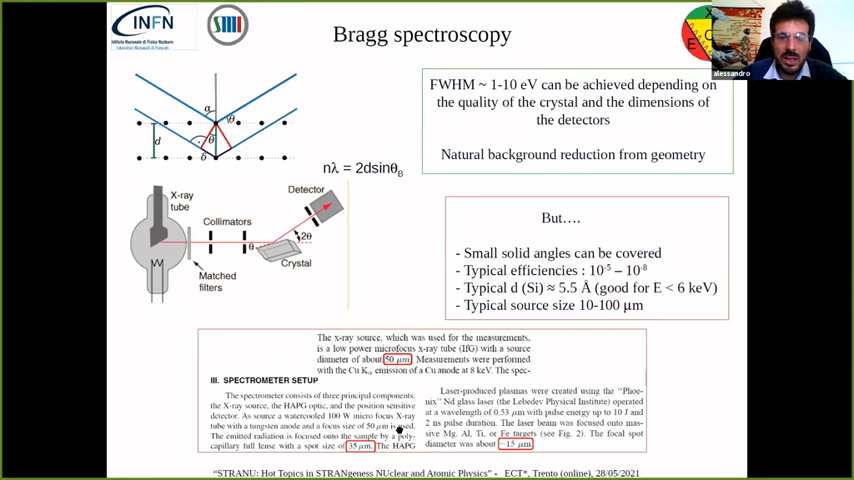 INFN
Istituto Nazionale di Fisica Nucleare
Laboratori Nazionali di Frascati
SMI
Bragg spectroscopy
X
E
alessandro
FWHM ~ 1-10 eV can be achieved depending on
the quality of the crystal and the dimensions of
the detectors
Natural background reduction from geometry
α
θ
d
θ
δ
nλ = 2dsinθB
X-ray
tube
Collimators
Detector
2θ
θ
Crystal
Matched
filters
But....
- Small solid angles can be covered
- Typical efficiencies : 10-5 – 10-8
- Typical d (Si) ≈ 5.5 Å (good for E < 6 keV)
- Typical source size 10-100 μm
The x-ray source, which was used for the measurements,
is a low power microfocus x-ray tube (IfG) with a source
diameter of about 50 μm. Measurements were performed
with the Cu Kα emission of a Cu anode at 8 keV. The spec-
III. SPECTROMETER SETUP
The spectrometer consists of three principal components:
the X-ray source, the HAPG optic, and the position sensitive
detector. As source a watercooled 100 W micro focus X-ray
tube with a tungsten anode and a focus size of 50 μm is used.
The emitted radiation is focused onto the sample by a poly-
capillary full lense with a spot size of 35 μm. The HAPG
Laser-produced plasmas were created using the "Phoe-
nix" Nd glass laser (the Lebedev Physical Institute) operated
at a wavelength of 0.53 μm with pulse energy up to 10 J and
2 ns pulse duration. The laser beam was focused onto mas-
sive Mg, Al, Ti, or Fe targets (see Fig. 2). The focal spot
diameter was about ~15 μm.
"STRANU: Hot Topics in STRANgeness NUclear and Atomic Physics" - ECT*, Trento (online), 28/05/2021